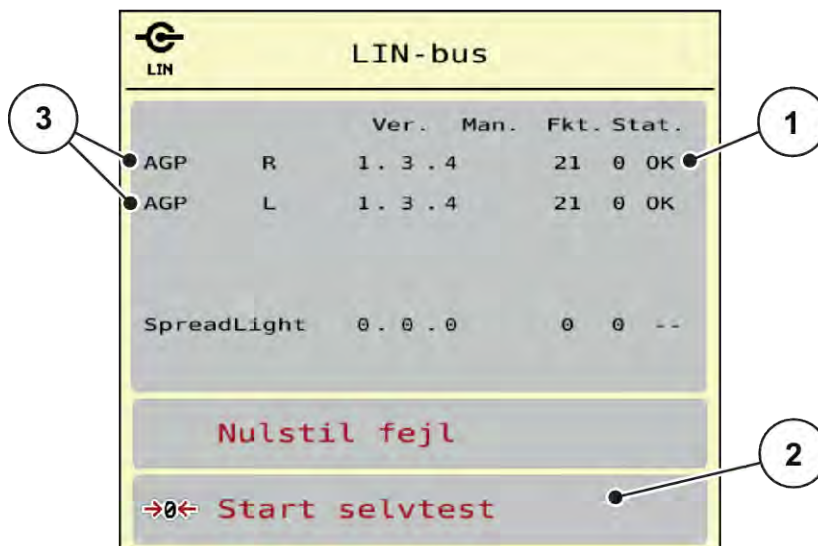 LIN
LIN-bus
Ver. Man. Fkt. Stat.
3
1
AGP R 1.3.4 21 0 OK
AGP L 1.3.4 21 0 OK
SpreadLight 0.0.0 0 0 --
Nulstil fejl
2
→0← Start selvtest